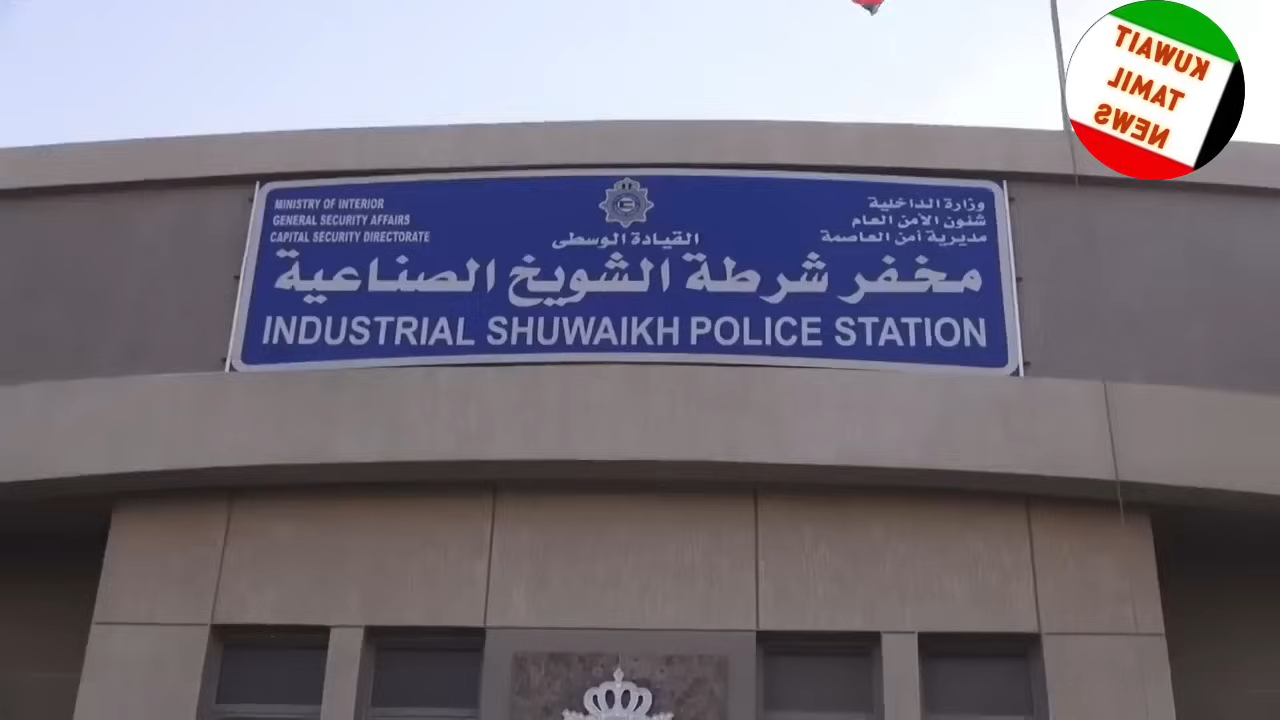 KUWAIT
TAMIL
NEWS
MINISTRY OF INTERIOR
GENERAL SECURITY AFFAIRS
CAPITAL SECURITY DIRECTORATE
وزارة الداخلية
شئون الأمن العام
مديرية أمن العاصمة
القيادة الوسطى
مخفر شرطة الشويخ الصناعية
INDUSTRIAL SHUWAIKH POLICE STATION